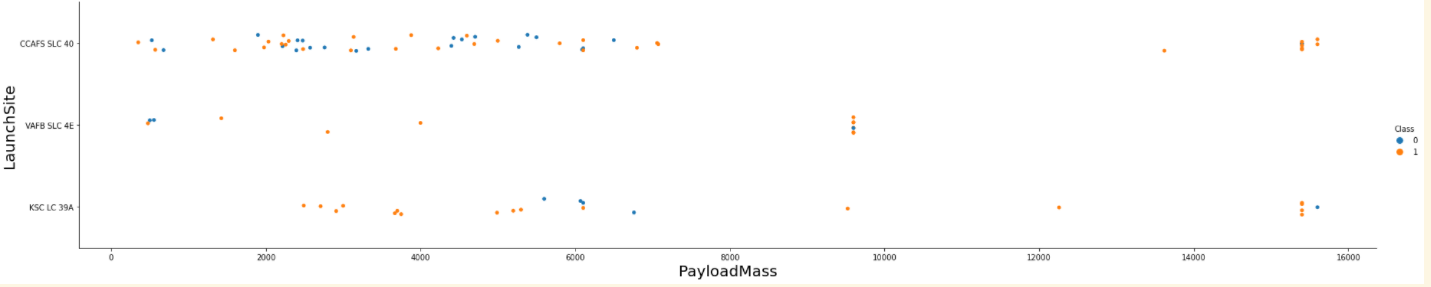 CCAFS SLC 40
VAFB SLC 4E
KSC LC 39A
LaunchSite
0 2000 4000 6000 8000 10000 12000 14000 16000
PayloadMass
Class
0
1